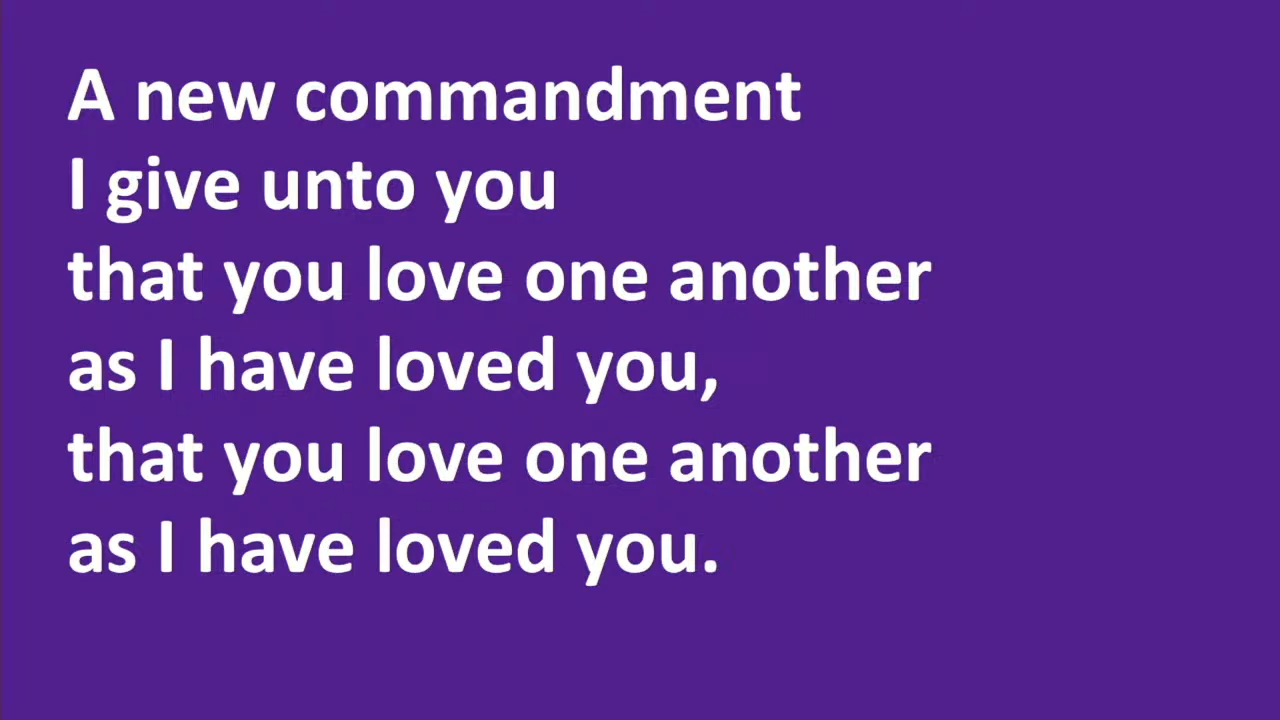 A new commandment
I give unto you
that you love one another
as I have loved you,
that you love one another
as I have loved you.